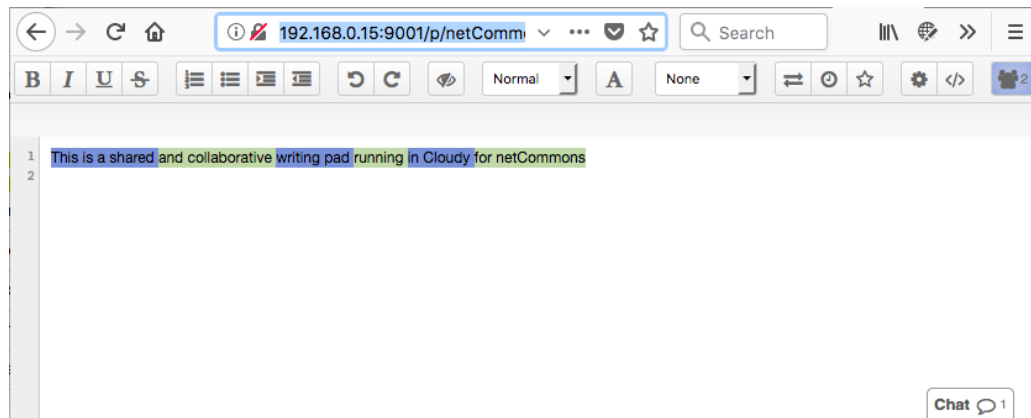 192.168.0.15:9001/p/netComm
Search
B I U S Normal A None 2
1 This is a shared and collaborative writing pad running in Cloudy for netCommons
2
Chat 1